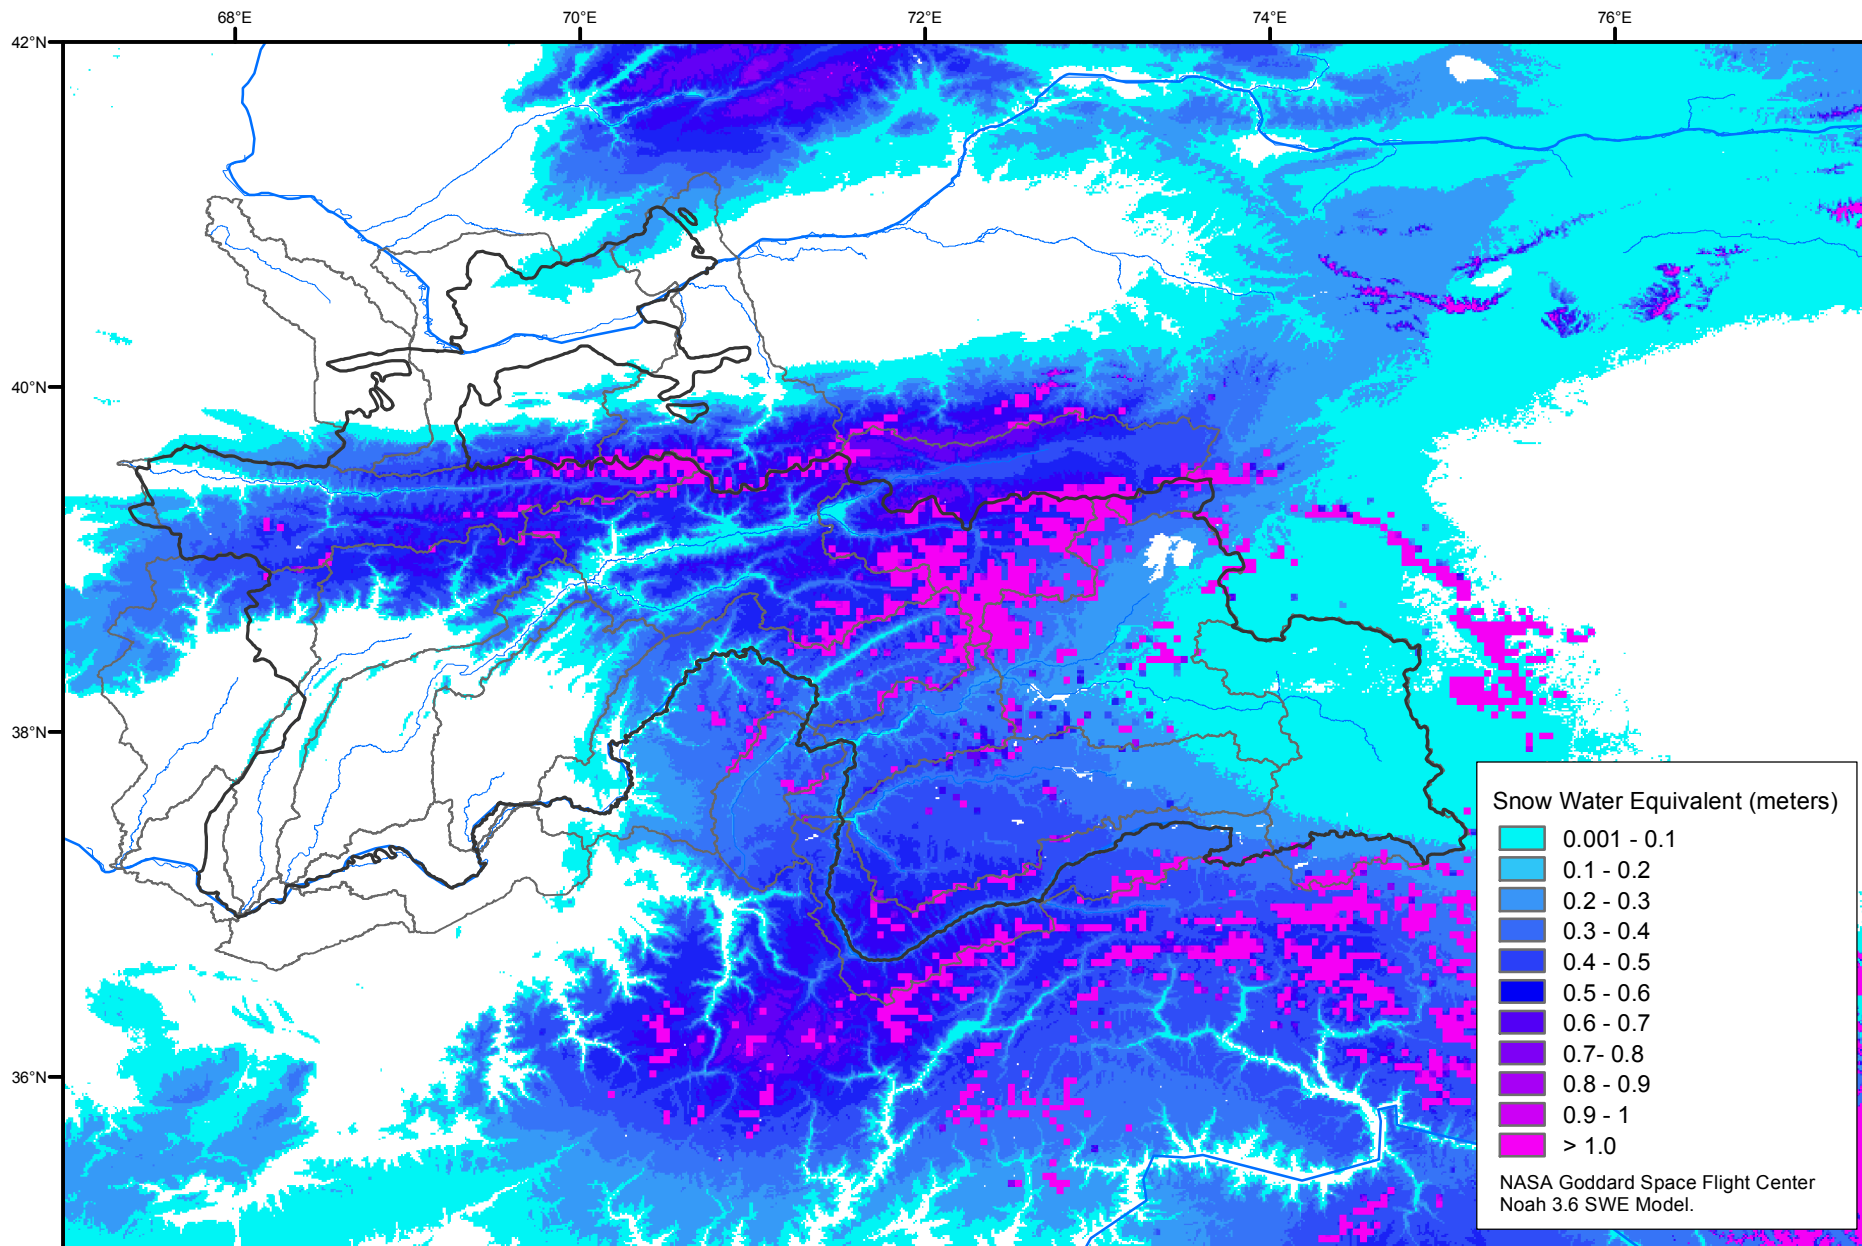 68°E
70°E
72°E
74°E
76°E
42°N
40°N
38°N
36°N
Snow Water Equivalent (meters)
0.001 - 0.1
0.1 - 0.2
0.2 - 0.3
0.3 - 0.4
0.4 - 0.5
0.5 - 0.6
0.6 - 0.7
0.7- 0.8
0.8 - 0.9
0.9 - 1
> 1.0
NASA Goddard Space Flight Center
Noah 3.6 SWE Model.